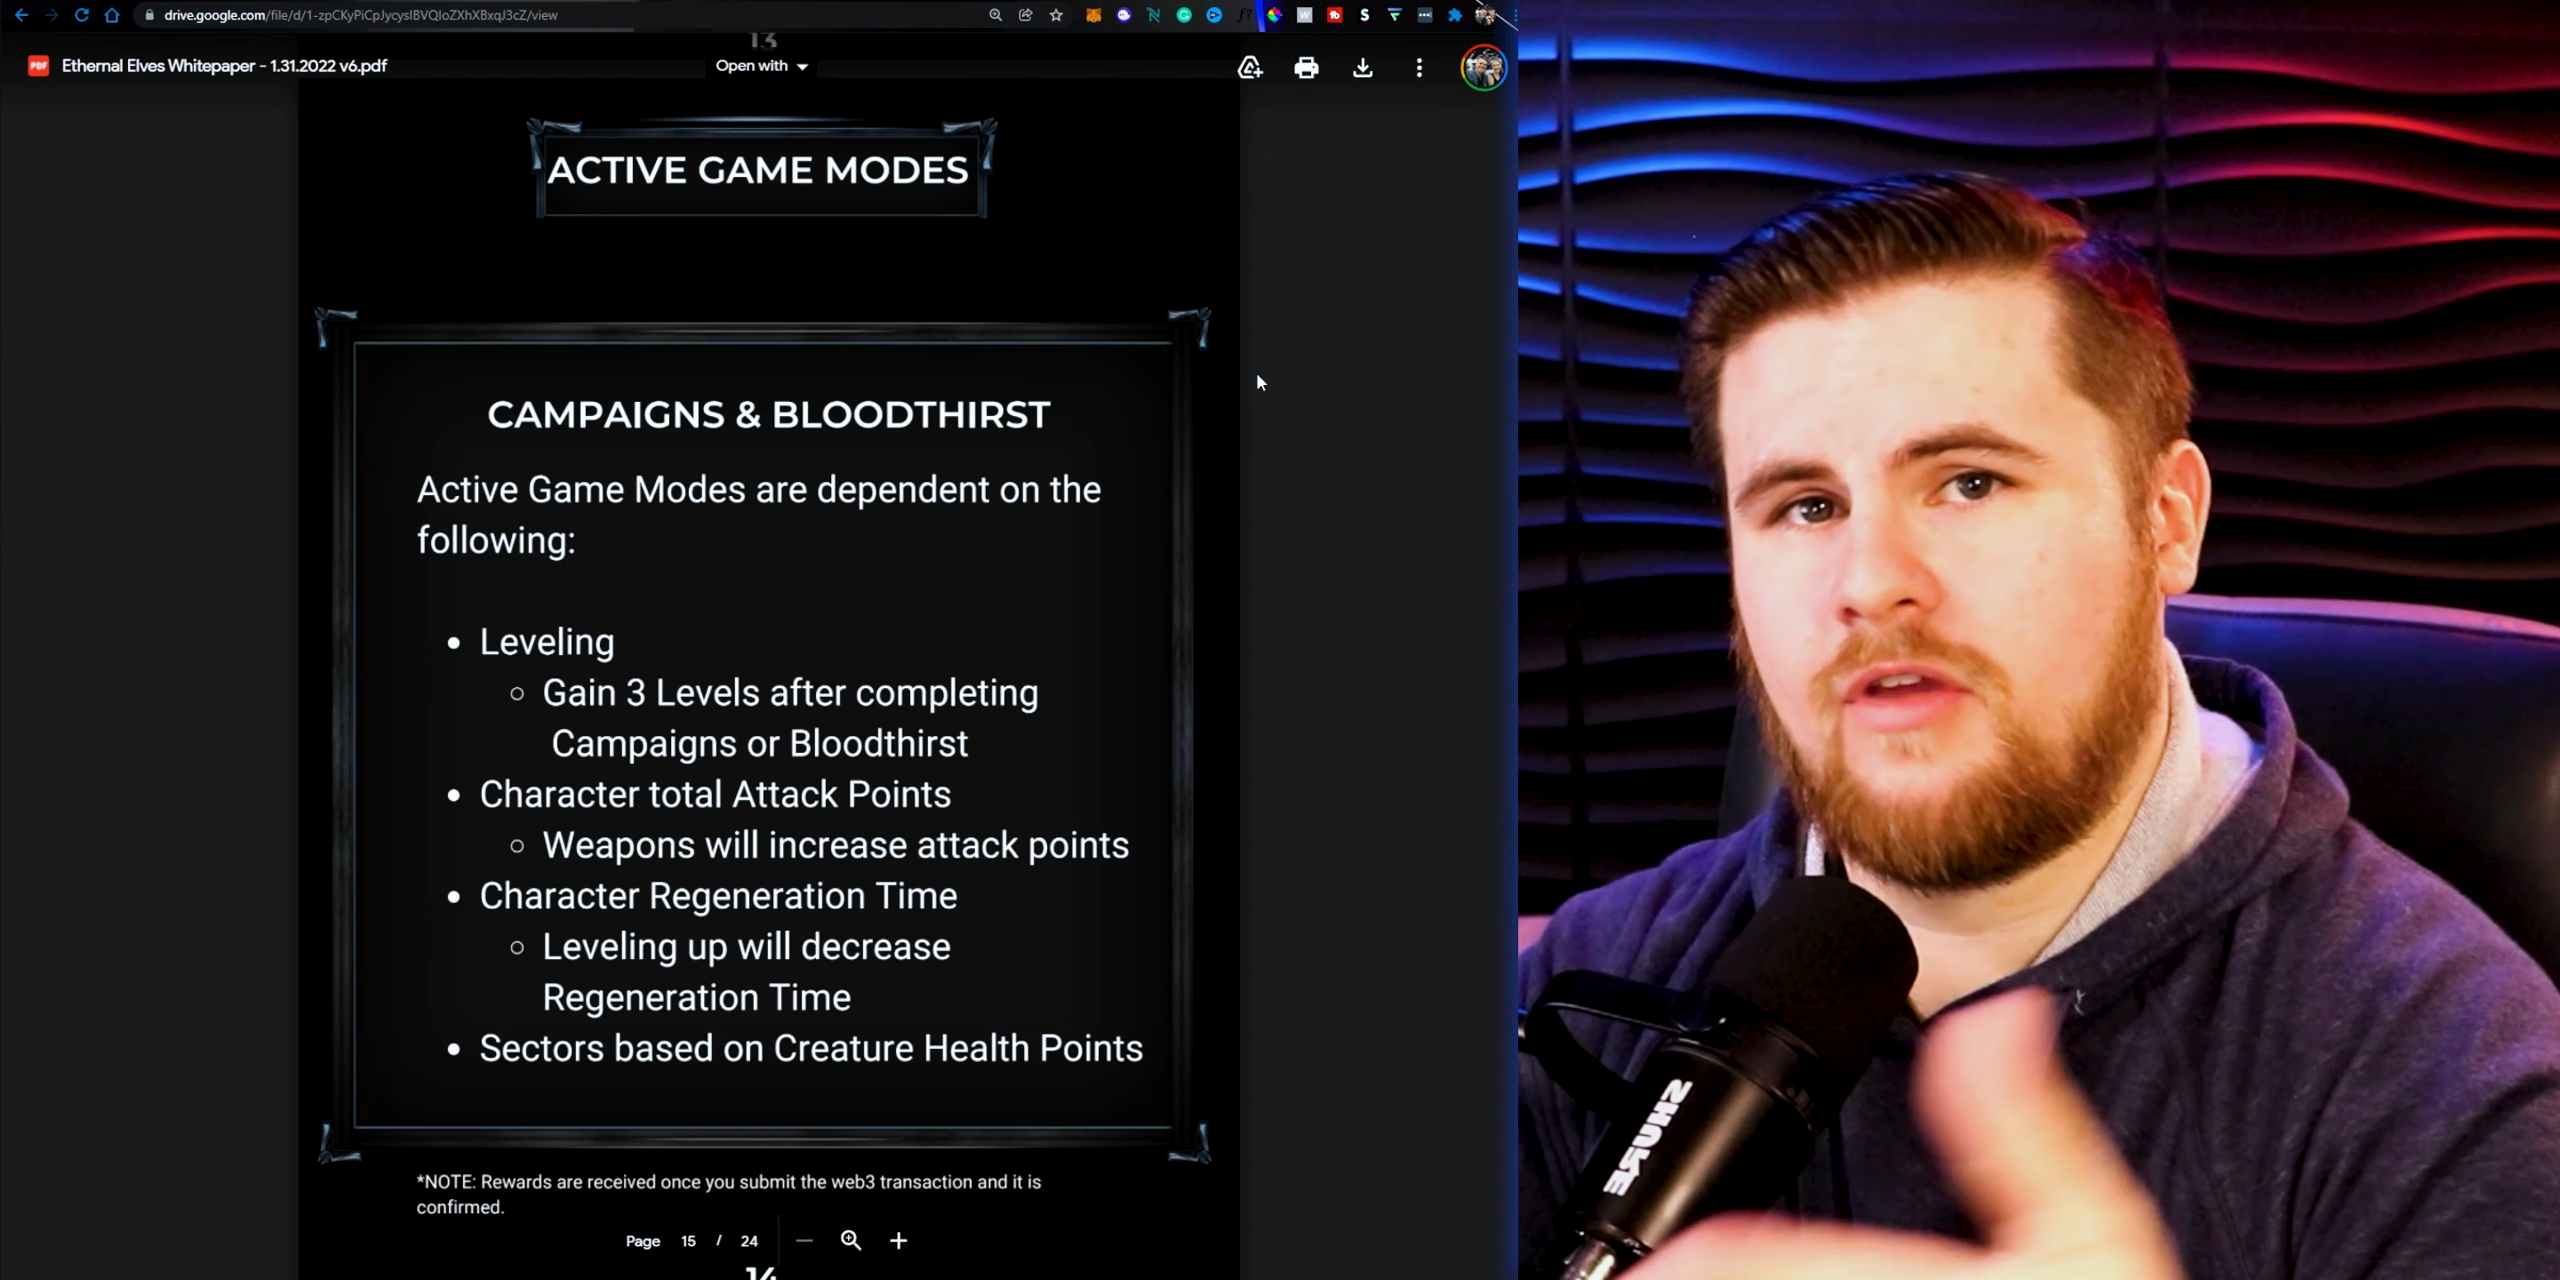 drive.google.com/file/d/1-zpCKyPiCpJycysIBVQIoZXhXBxqJ3cZ/view
13
PDF Ethernal Elves Whitepaper - 1.31.2022 v6.pdf
Open with
ACTIVE GAME MODES
CAMPAIGNS & BLOODTHIRST
Active Game Modes are dependent on the
following:
• Leveling
○ Gain 3 Levels after completing
Campaigns or Bloodthirst
• Character total Attack Points
○ Weapons will increase attack points
• Character Regeneration Time
○ Leveling up will decrease
Regeneration Time
• Sectors based on Creature Health Points
*NOTE: Rewards are received once you submit the web3 transaction and it is
confirmed.
Page 15 / 24
14
SHURE